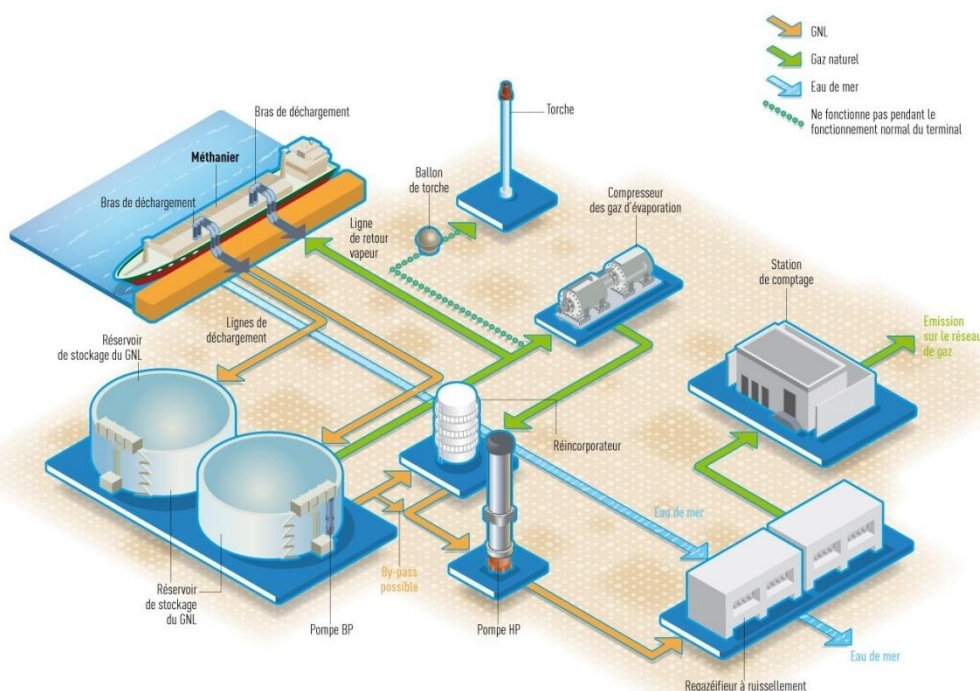 GNL
Gaz naturel
Eau de mer
Ne fonctionne pas pendant le
fonctionnement normal du terminal
Bras de déchargement
Méthanier
Bras de déchargement
Torche
Ballon
de torche
Compresseur
des gaz d'évaporation
Ligne
de retour
vapeur
Station
de comptage
Emission
sur le réseau
de gaz
Lignes de
déchargement
Réservoir
de stockage du GNL
Réincorporateur
Eau de mer
By-pass
possible
Réservoir
de stockage
du GNL
Pompe BP
Pompe HP
Eau de mer
Regazéifieur à ruissellement